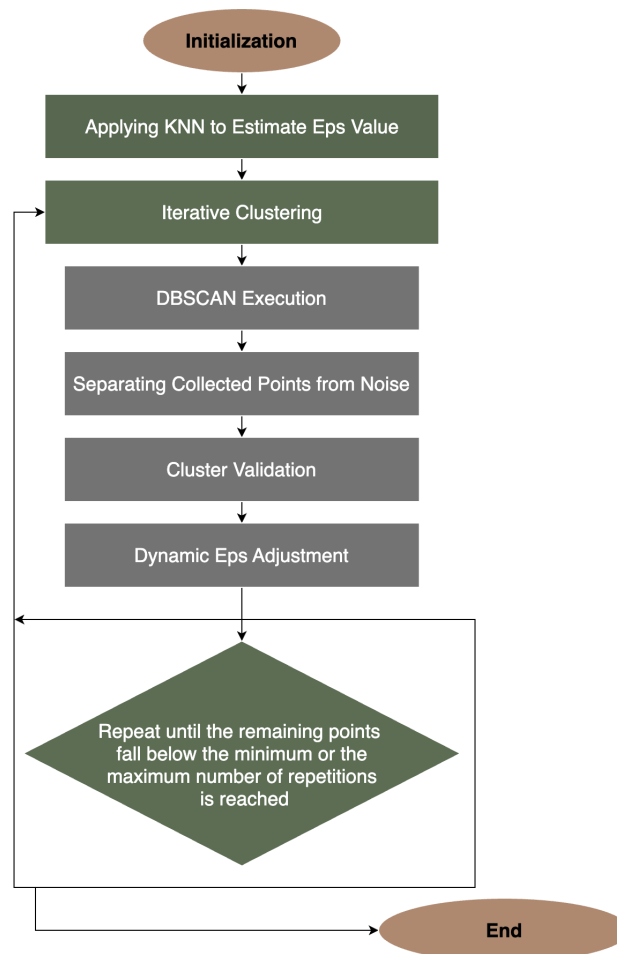 Initialization
Applying KNN to Estimate Eps Value
Iterative Clustering
DBSCAN Execution
Separating Collected Points from Noise
Cluster Validation
Dynamic Eps Adjustment
Repeat until the remaining points
fall below the minimum or the
maximum number of repetitions
is reached
End